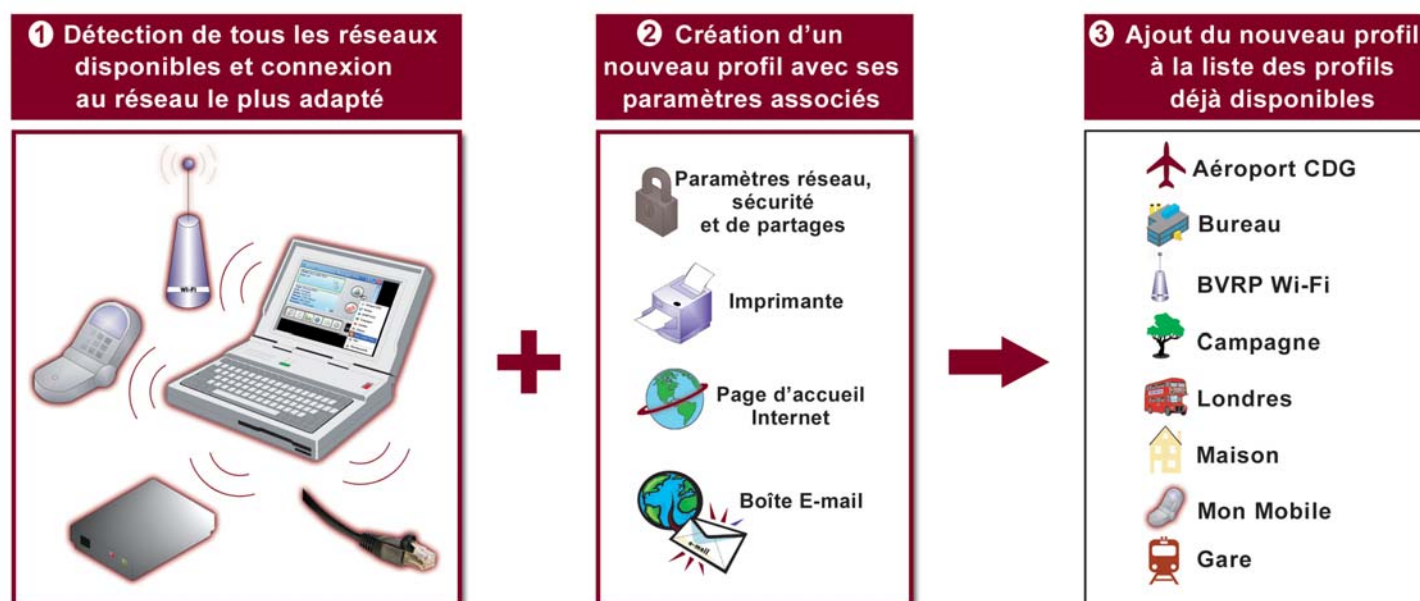 ❶ Détection de tous les réseaux
disponibles et connexion
au réseau le plus adapté
❷ Création d’un
nouveau profil avec ses
paramètres associés
❸ Ajout du nouveau profil
à la liste des profils
déjà disponibles
Wi-Fi
Paramètres réseau,
sécurité
et de partages
Imprimante
Page d’accueil
Internet
Boîte E-mail
e-mail
Aéroport CDG
Bureau
BVRP Wi-Fi
Campagne
Londres
Maison
Mon Mobile
Gare